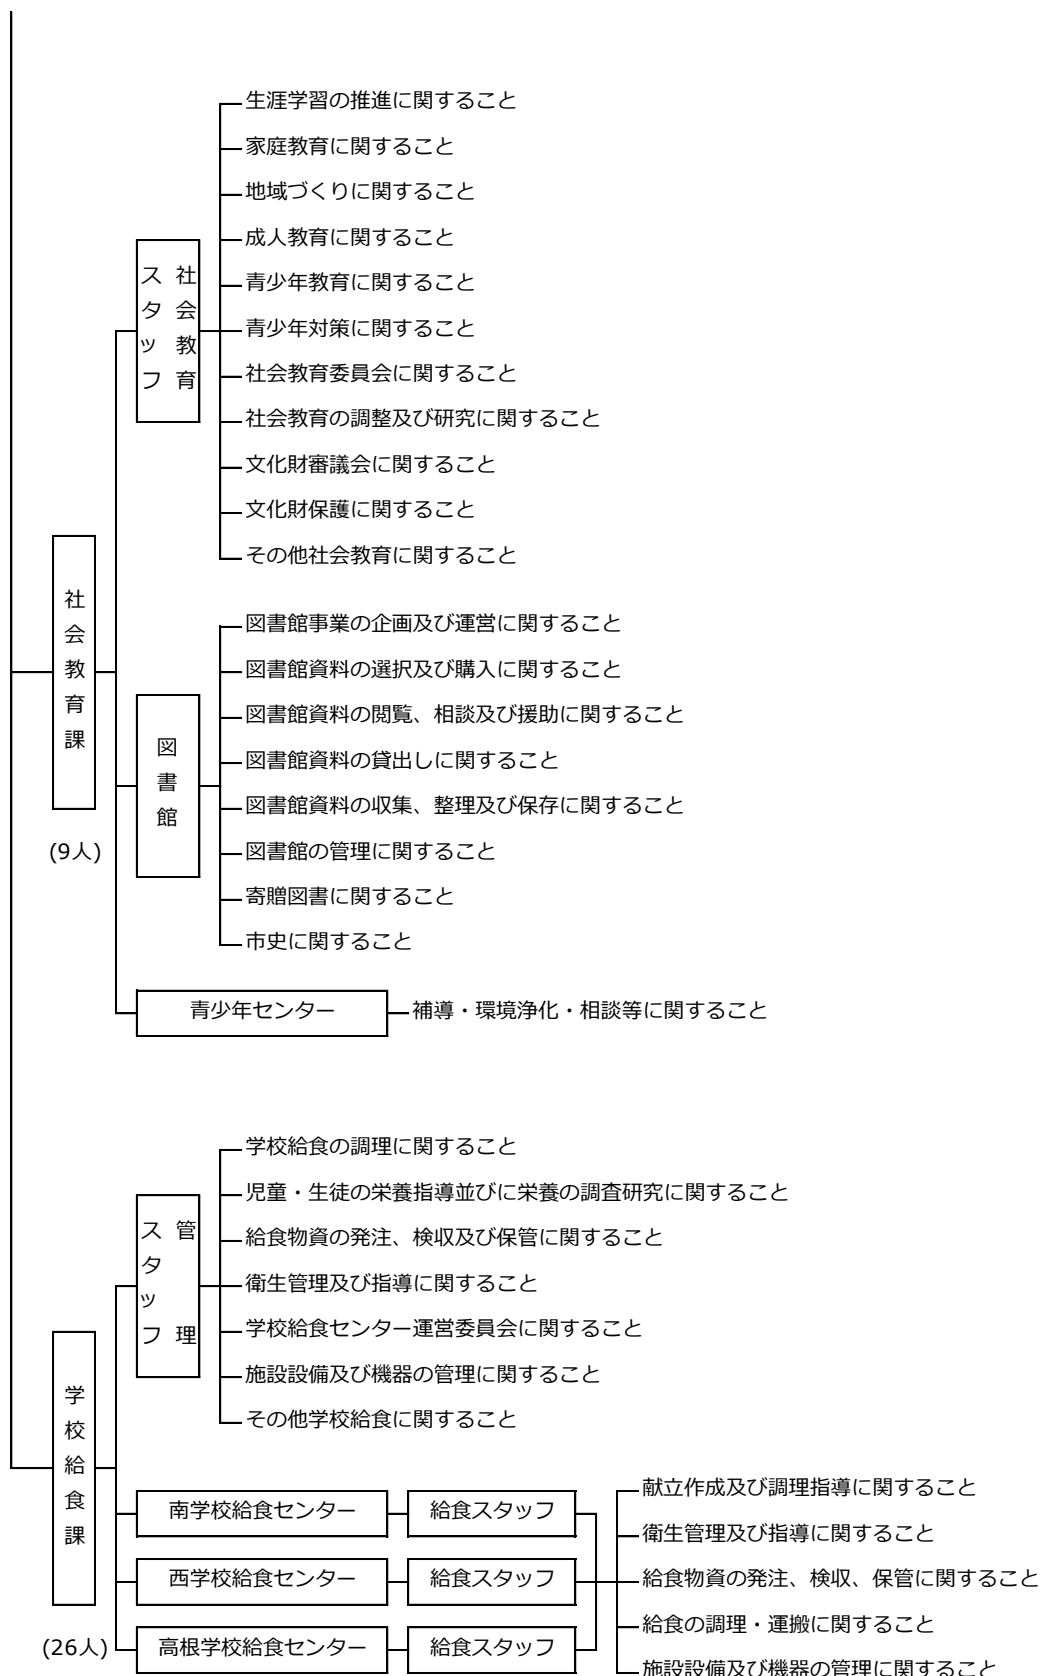 生涯学習の推進に関すること
家庭教育に関すること
地域づくりに関すること
成人教育に関すること
青少年教育に関すること
青少年対策に関すること
社会教育委員会に関すること
社会教育の調整及び研究に関すること
文化財審議会に関すること
文化財保護に関すること
その他社会教育に関すること
社会教育
スタッフ
社会教育課
(9人)
図書館
図書館事業の企画及び運営に関すること
図書館資料の選択及び購入に関すること
図書館資料の閲覧、相談及び援助に関すること
図書館資料の貸出しに関すること
図書館資料の収集、整理及び保存に関すること
図書館の管理に関すること
寄贈図書に関すること
市史に関すること
青少年センター
補導・環境浄化・相談等に関すること
学校給食の調理に関すること
児童・生徒の栄養指導並びに栄養の調査研究に関すること
給食物資の発注、検収及び保管に関すること
衛生管理及び指導に関すること
学校給食センター運営委員会に関すること
施設設備及び機器の管理に関すること
その他学校給食に関すること
管理
スタッフ
学校給食課
(26人)
南学校給食センター
給食スタッフ
西学校給食センター
給食スタッフ
高根学校給食センター
給食スタッフ
献立作成及び調理指導に関すること
衛生管理及び指導に関すること
給食物資の発注、検収、保管に関すること
給食の調理・運搬に関すること
施設設備及び機器の管理に関すること